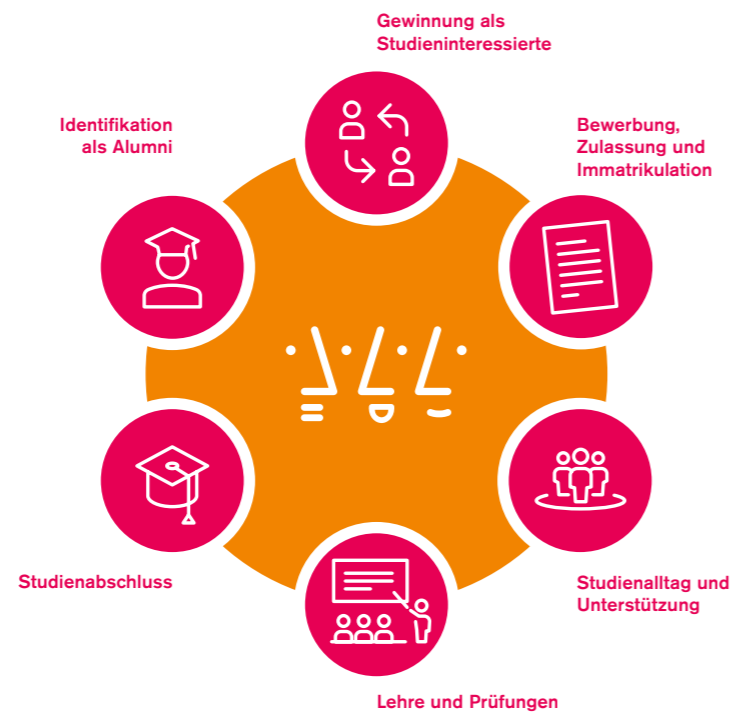 Gewinnung als
Studieninteressierte
Bewerbung,
Zulassung und
Immatrikulation
Studienalltag und
Unterstützung
Lehre und Prüfungen
Studienabschluss
Identifikation
als Alumni